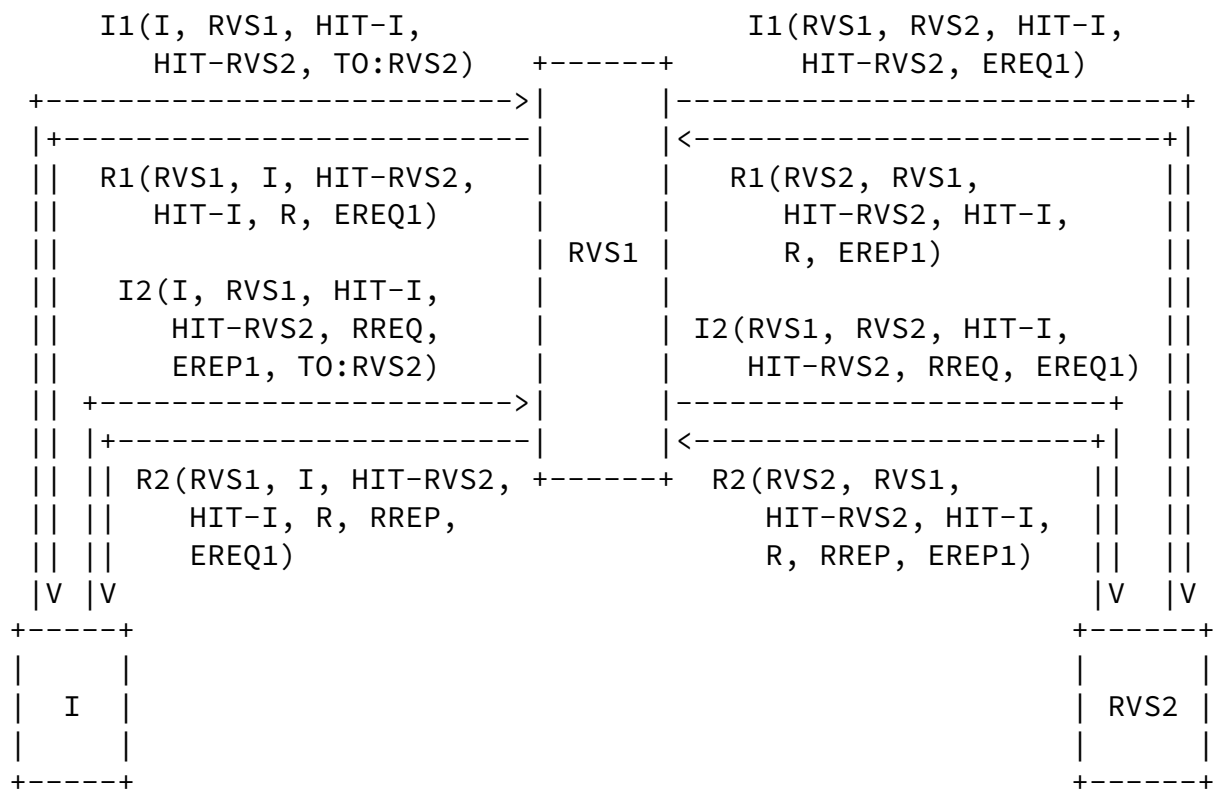 I1(I, RVS1, HIT-I, I1(RVS1, RVS2, HIT-I,
HIT-RVS2, TO:RVS2) HIT-RVS2, EREQ1)
R1(RVS1, I, HIT-RVS2, R1(RVS2, RVS1,
HIT-I, R, EREQ1) HIT-RVS2, HIT-I,
RVS1 R, EREP1)
I2(I, RVS1, HIT-I,
HIT-RVS2, RREQ, I2(RVS1, RVS2, HIT-I,
EREP1, TO:RVS2) HIT-RVS2, RREQ, EREQ1)
R2(RVS1, I, HIT-RVS2, R2(RVS2, RVS1,
HIT-I, R, RREP, HIT-RVS2, HIT-I,
EREQ1) R, RREP, EREP1)
I RVS2